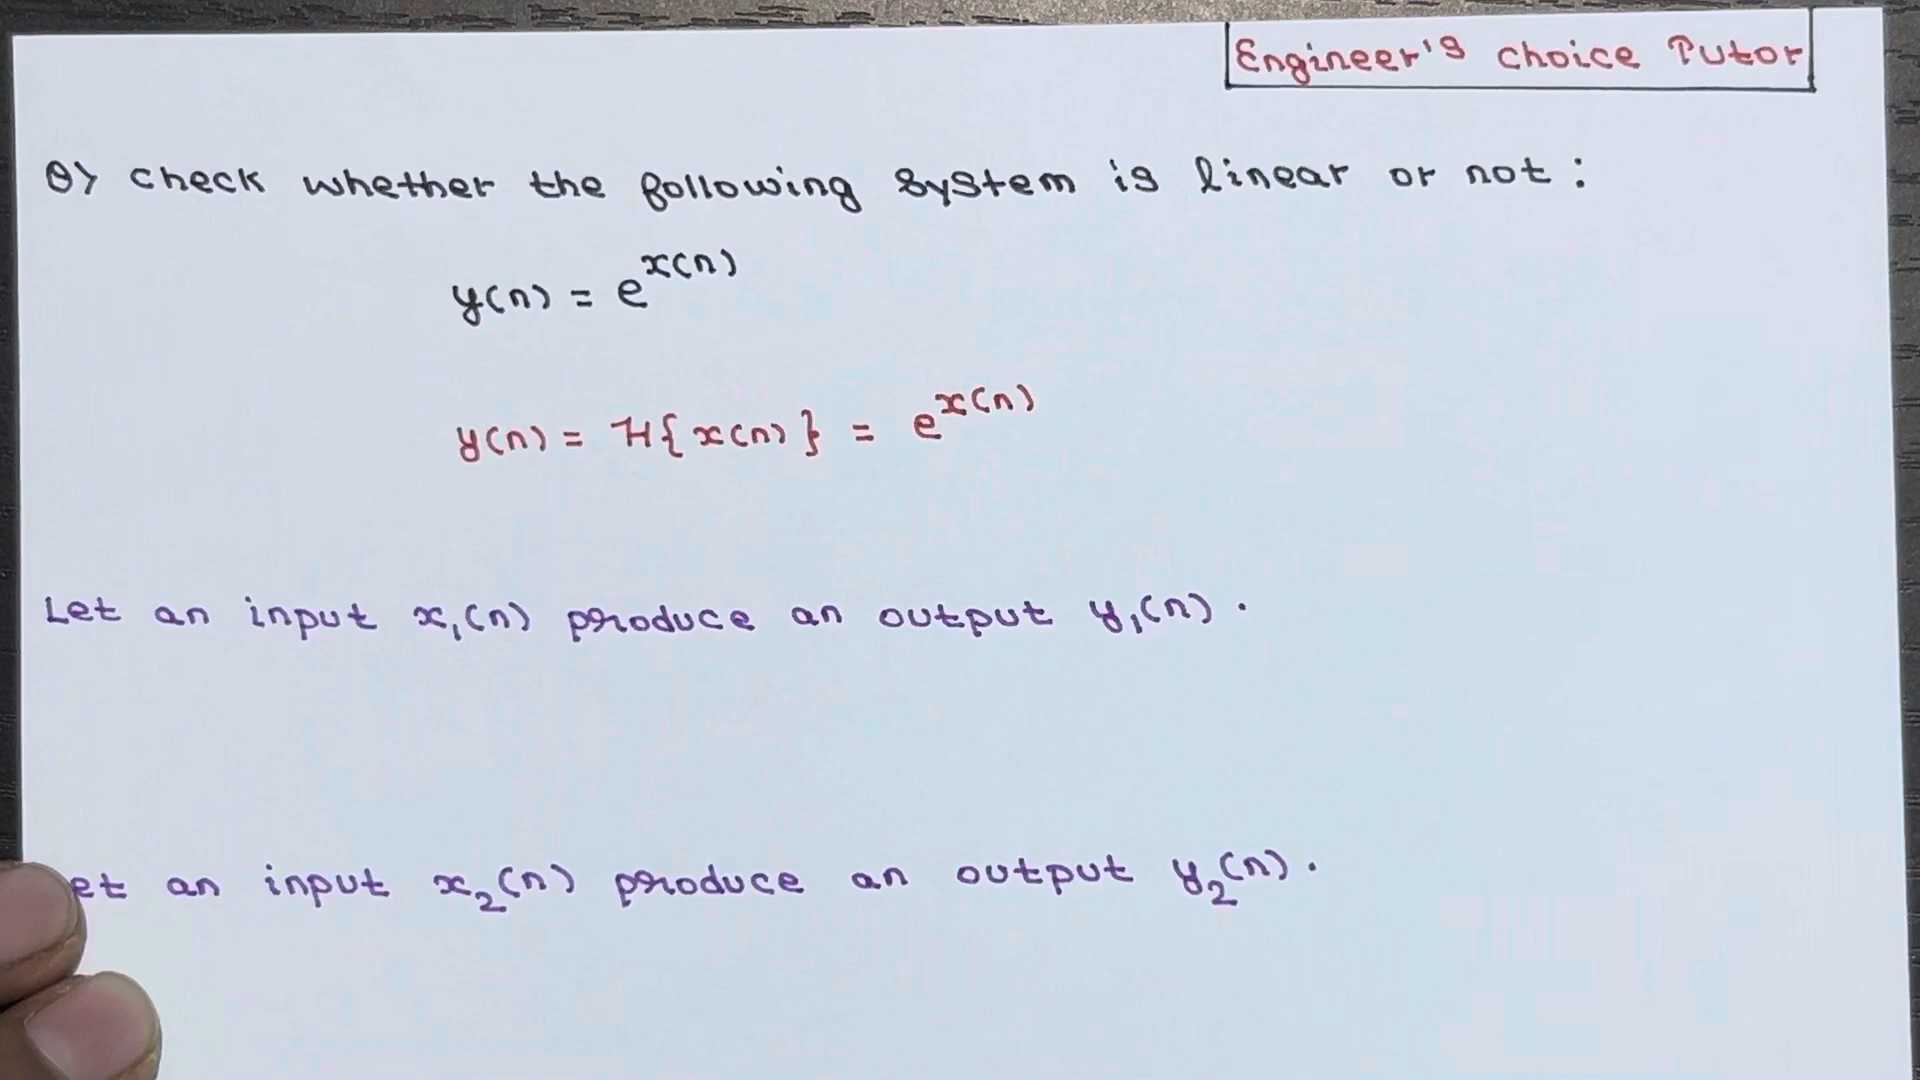 Engineer's choice Tutor
Q> check whether the following system is linear or not :
y(n) = e^x(n)
y(n) = H{x(n)} = e^x(n)
Let an input x₁(n) produce an output y₁(n).
et an input x₂(n) produce an output y₂(n).